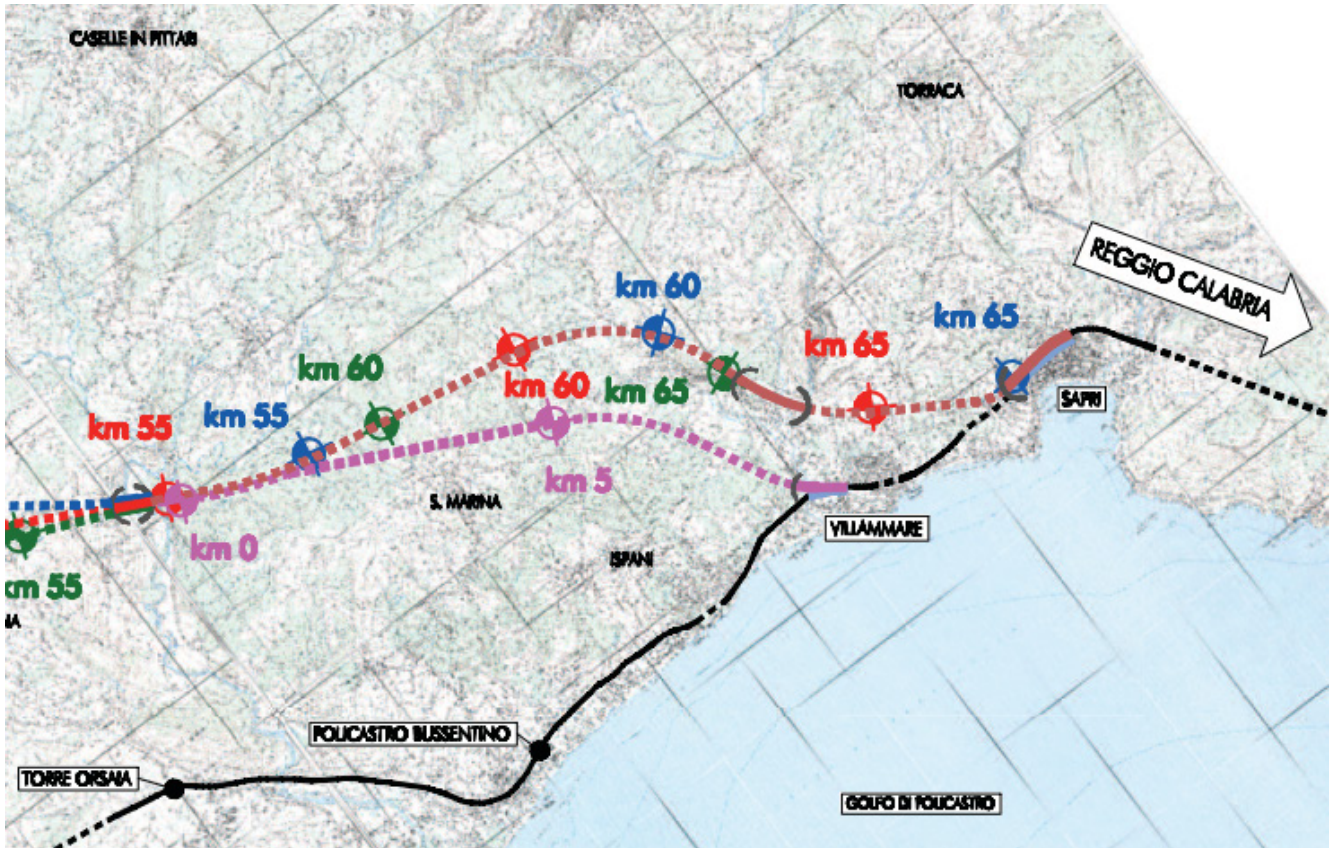 CASELLE IN PITTARI
TORRACA
REGGIO CALABRIA
km 60
km 65
km 65
km 60
km 60
km 65
km 55
km 55
SAPRI
km 5
S. MARINA
VILLAMMARE
km 0
ISPANI
km 55
NA
POLICASTRO BUSSENTINO
TORRE ORSAIA
GOLFO DI POLICASTRO